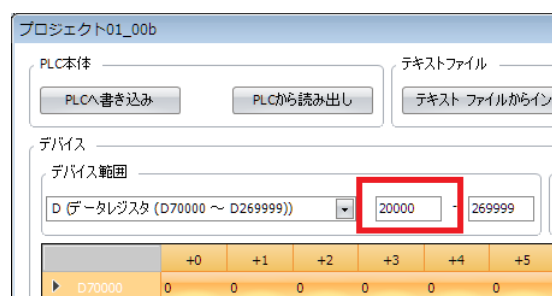 プロジェクト01_00b
PLC本体
テキストファイル
PLCへ書き込み
PLCから読み出し
テキスト ファイルからイン
デバイス
デバイス範囲
D (データレジスタ (D70000 ～ D269999))
20000
-
269999
+0 +1 +2 +3 +4 +5
D70000 0 0 0 0 0 0